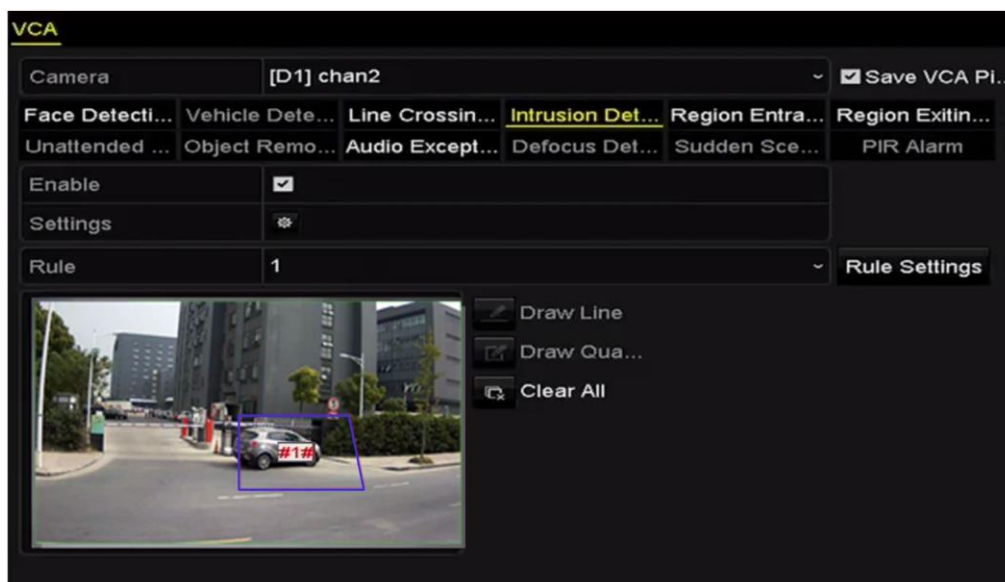 VCA
Camera [D1] chan2 Save VCA Pi...
Face Detecti... Vehicle Dete... Line Crossin... Intrusion Det... Region Entra... Region Exitin...
Unattended ... Object Remo... Audio Except... Defocus Det... Sudden Sce... PIR Alarm
Enable
Settings
Rule 1 Rule Settings
Draw Line
Draw Qua...
Clear All
#1#